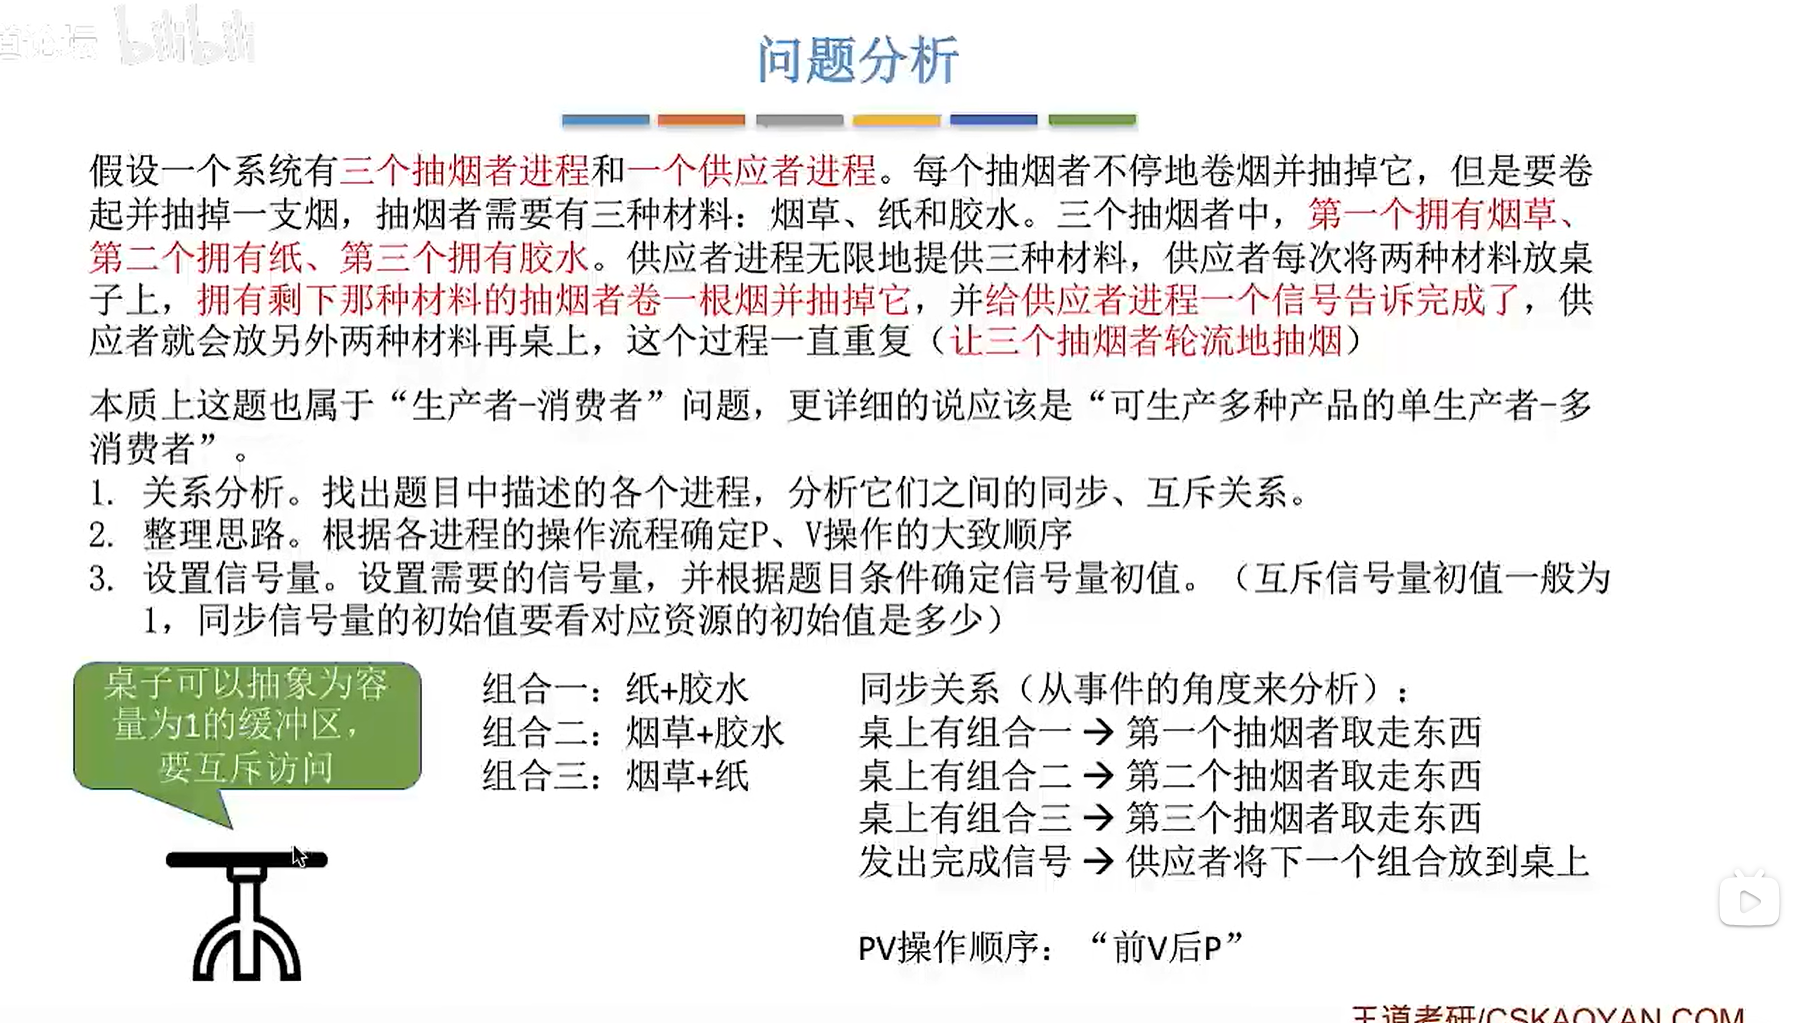 bilibili
问题分析
假设一个系统有三个抽烟者进程和一个供应者进程。每个抽烟者不停地卷烟并抽掉它，但是要卷
起并抽掉一支烟，抽烟者需要有三种材料：烟草、纸和胶水。三个抽烟者中，第一个拥有烟草、
第二个拥有纸、第三个拥有胶水。供应者进程无限地提供三种材料，供应者每次将两种材料放桌
子上，拥有剩下那种材料的抽烟者卷一根烟并抽掉它，并给供应者进程一个信号告诉完成了，供
应者就会放另外两种材料再桌上，这个过程一直重复（让三个抽烟者轮流地抽烟）
本质上这题也属于“生产者-消费者”问题，更详细的说应该是“可生产多种产品的单生产者-多
消费者”。
1. 关系分析。找出题目中描述的各个进程，分析它们之间的同步、互斥关系。
2. 整理思路。根据各进程的操作流程确定P、V操作的大致顺序
3. 设置信号量。设置需要的信号量，并根据题目条件确定信号量初值。（互斥信号量初值一般为
1，同步信号量的初始值要看对应资源的初始值是多少）
桌子可以抽象为容
量为1的缓冲区，
要互斥访问
组合一：纸+胶水
组合二：烟草+胶水
组合三：烟草+纸
同步关系（从事件的角度来分析）：
桌上有组合一 → 第一个抽烟者取走东西
桌上有组合二 → 第二个抽烟者取走东西
桌上有组合三 → 第三个抽烟者取走东西
发出完成信号 → 供应者将下一个组合放到桌上
PV操作顺序：“前V后P”
王道考研/CSKAOYAN.COM